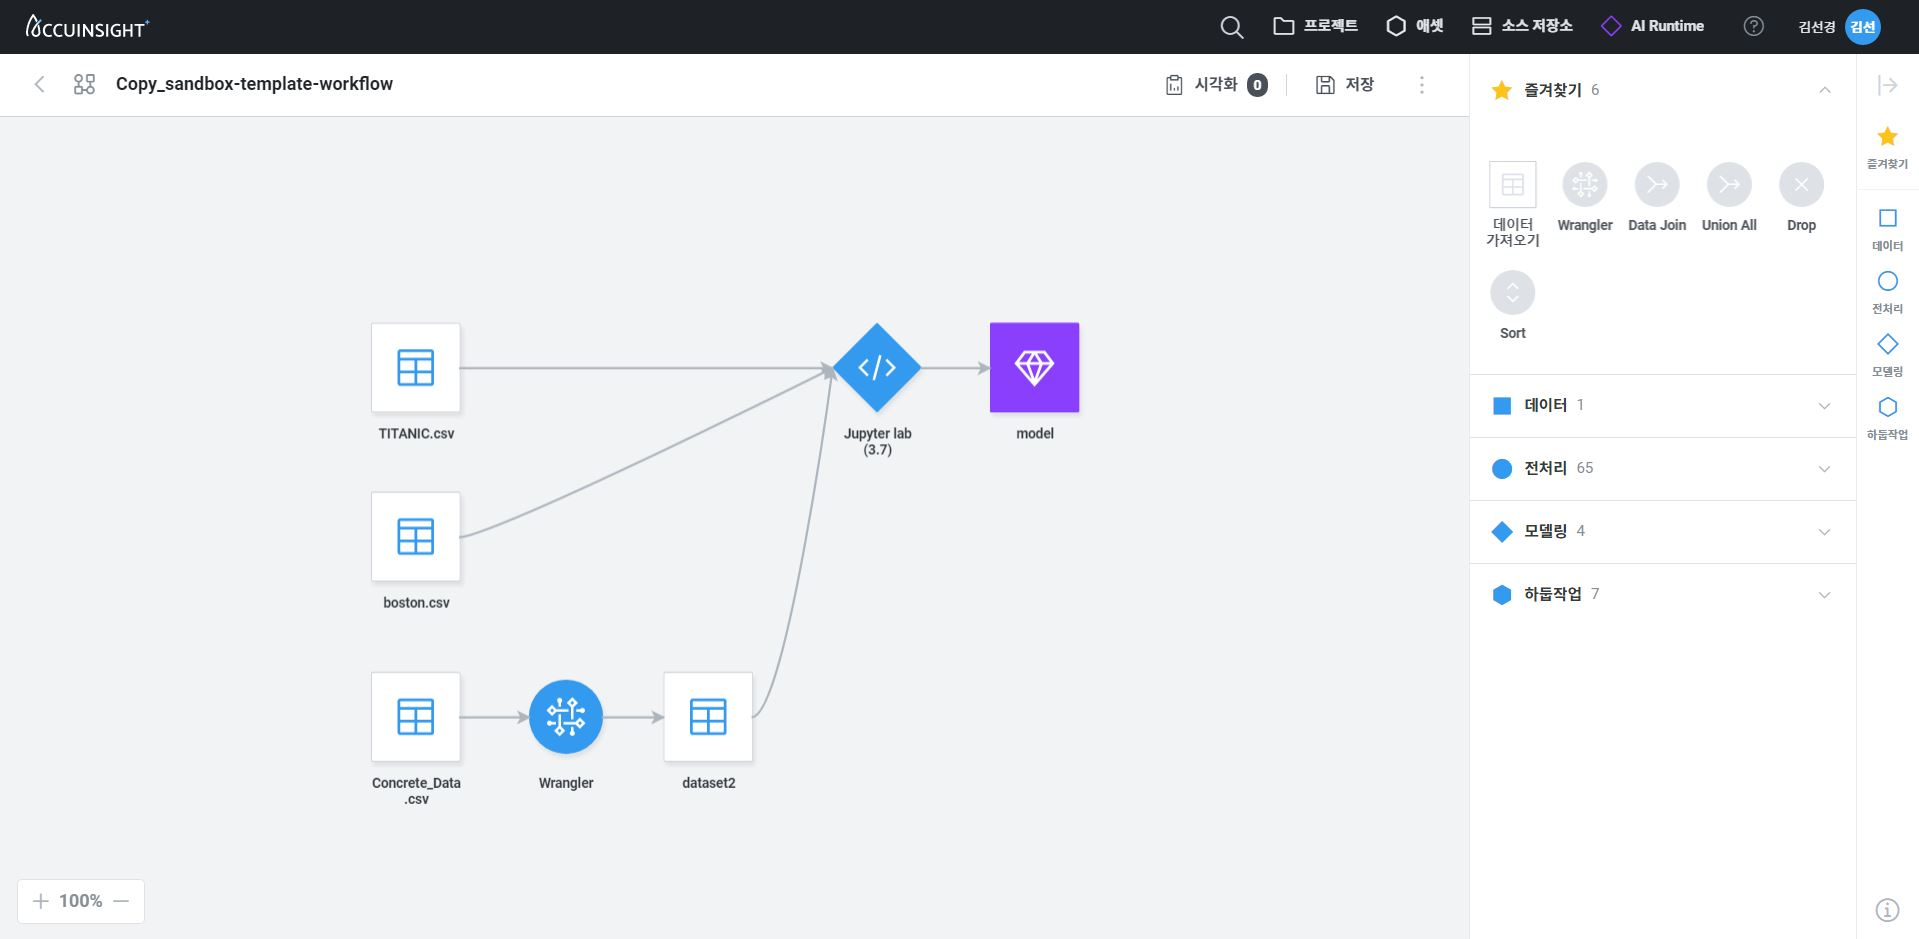 ACCUINSIGHT+
프로젝트
애셋
소스 저장소
AI Runtime
?
김선경
김선
Copy_sandbox-template-workflow
시각화 0
저장
즐겨찾기 6
데이터
가져오기
Wrangler
Data Join
Union All
Drop
Sort
데이터 1
전처리 65
모델링 4
하둡작업 7
즐겨찾기
데이터
전처리
모델링
하둡작업
TITANIC.csv
Jupyter lab
(3.7)
model
boston.csv
Concrete_Data
.csv
Wrangler
dataset2
100%